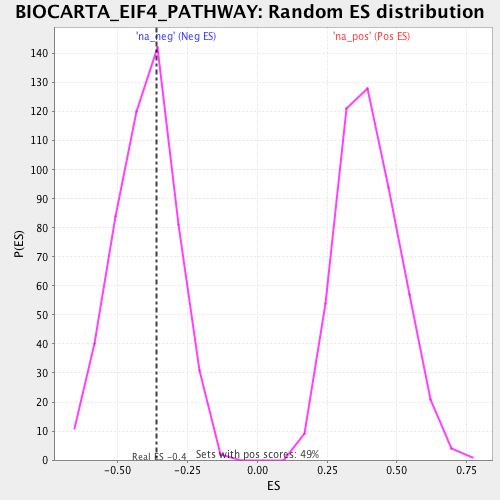 BIOCARTA_EIF4_PATHWAY: Random ES distribution
'na_neg' (Neg ES) 'na_pos' (Pos ES)
140
130
120
110
100
90
80
70
60
50
40
30
20
10
0
P(ES)
Real ES -0.4 Sets with pos scores: 49%
-0.50 -0.25 0.00 0.25 0.50 0.75
ES